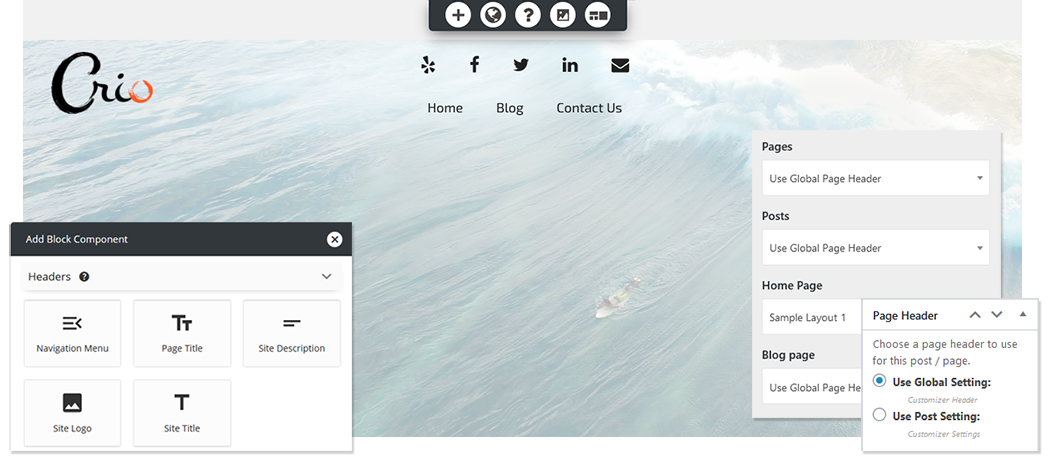 Crio
Home Blog Contact Us
Pages
Use Global Page Header
Posts
Use Global Page Header
Home Page
Sample Layout 1
Blog page
Use Global Page He
Add Block Component
Headers ?
Navigation Menu
Page Title
Site Description
Site Logo
Site Title
Page Header
Choose a page header to use
for this post / page.
Use Global Setting:
Customizer Header
Use Post Setting:
Customizer Settings